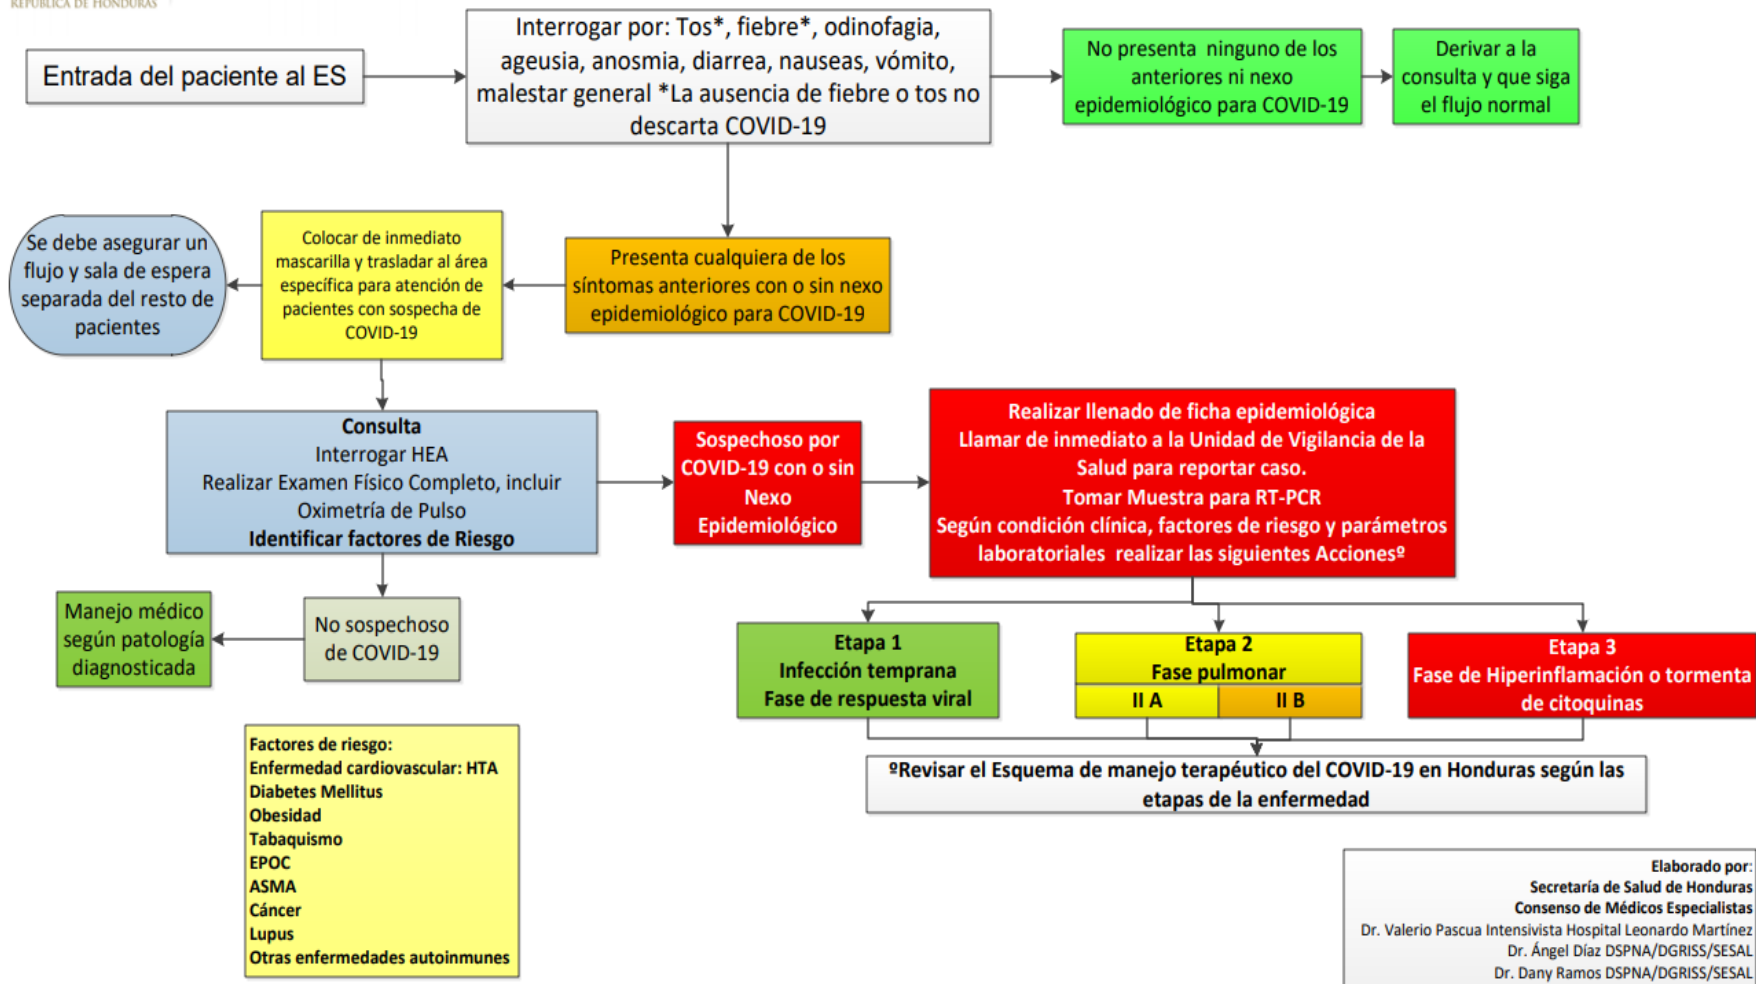 REPÚBLICA DE HONDURAS
Entrada del paciente al ES
Interrogar por: Tos*, fiebre*, odinofagia,
ageusia, anosmia, diarrea, nauseas, vómito,
malestar general *La ausencia de fiebre o tos no
descarta COVID-19
No presenta ninguno de los
anteriores ni nexo
epidemiológico para COVID-19
Derivar a la
consulta y que siga
el flujo normal
Se debe asegurar un
flujo y sala de espera
separada del resto de
pacientes
Colocar de inmediato
mascarilla y trasladar al área
específica para atención de
pacientes con sospecha de
COVID-19
Presenta cualquiera de los
síntomas anteriores con o sin nexo
epidemiológico para COVID-19
Consulta
Interrogar HEA
Realizar Examen Físico Completo, incluir
Oximetría de Pulso
Identificar factores de Riesgo
Sospechoso por
COVID-19 con o sin
Nexo
Epidemiológico
Realizar llenado de ficha epidemiológica
Llamar de inmediato a la Unidad de Vigilancia de la
Salud para reportar caso.
Tomar Muestra para RT-PCR
Según condición clínica, factores de riesgo y parámetros
laboratoriales realizar las siguientes Accionesº
Manejo médico
según patología
diagnosticada
No sospechoso
de COVID-19
Etapa 1
Infección temprana
Fase de respuesta viral
Etapa 2
Fase pulmonar
II A
II B
Etapa 3
Fase de Hiperinflamación o tormenta
de citoquinas
ºRevisar el Esquema de manejo terapéutico del COVID-19 en Honduras según las
etapas de la enfermedad
Factores de riesgo:
Enfermedad cardiovascular: HTA
Diabetes Mellitus
Obesidad
Tabaquismo
EPOC
ASMA
Cáncer
Lupus
Otras enfermedades autoinmunes
Elaborado por:
Secretaría de Salud de Honduras
Consenso de Médicos Especialistas
Dr. Valerio Pascua Intensivista Hospital Leonardo Martínez
Dr. Ángel Díaz DSPNA/DGRISS/SESAL
Dr. Dany Ramos DSPNA/DGRISS/SESAL